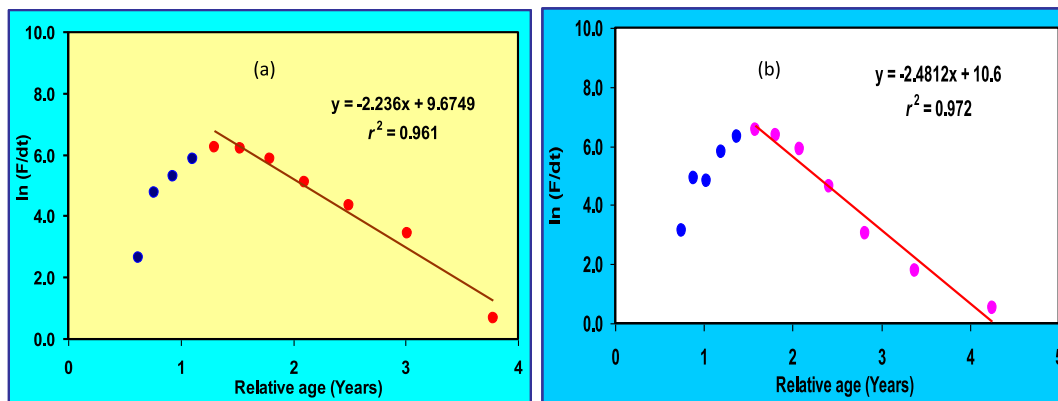 (a)
y = -2.236x + 9.6749
r² = 0.961
ln (F/dt)
10.0
8.0
6.0
4.0
2.0
0.0
0 1 2 3 4
Relative age (Years)
(b)
y = -2.4812x + 10.6
r² = 0.972
ln (F/dt)
10.0
8.0
6.0
4.0
2.0
0.0
0 1 2 3 4 5
Relative age (Years)